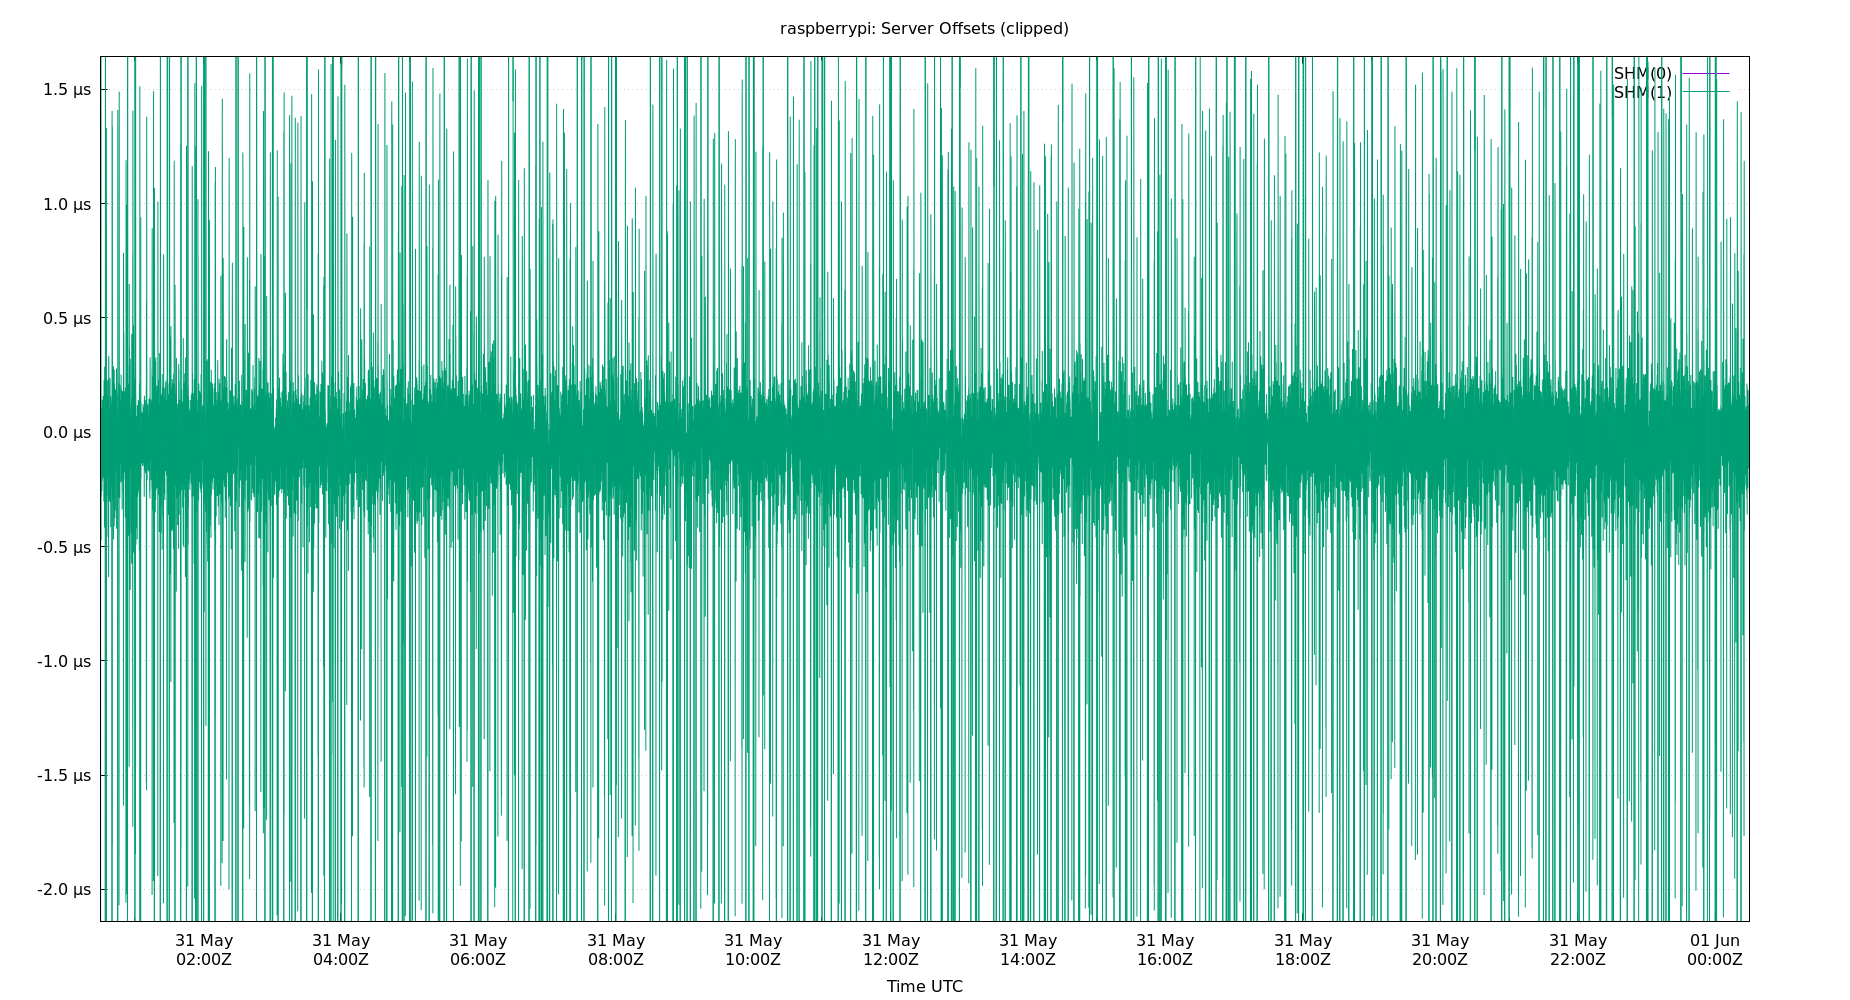 raspberrypi: Server Offsets (clipped)
SHM(0)
SHM(1)
1.5 µs
1.0 µs
0.5 µs
0.0 µs
-0.5 µs
-1.0 µs
-1.5 µs
-2.0 µs
31 May 31 May 31 May 31 May 31 May 31 May 31 May 31 May 31 May 31 May 31 May 01 Jun
02:00Z 04:00Z 06:00Z 08:00Z 10:00Z 12:00Z 14:00Z 16:00Z 18:00Z 20:00Z 22:00Z 00:00Z
Time UTC